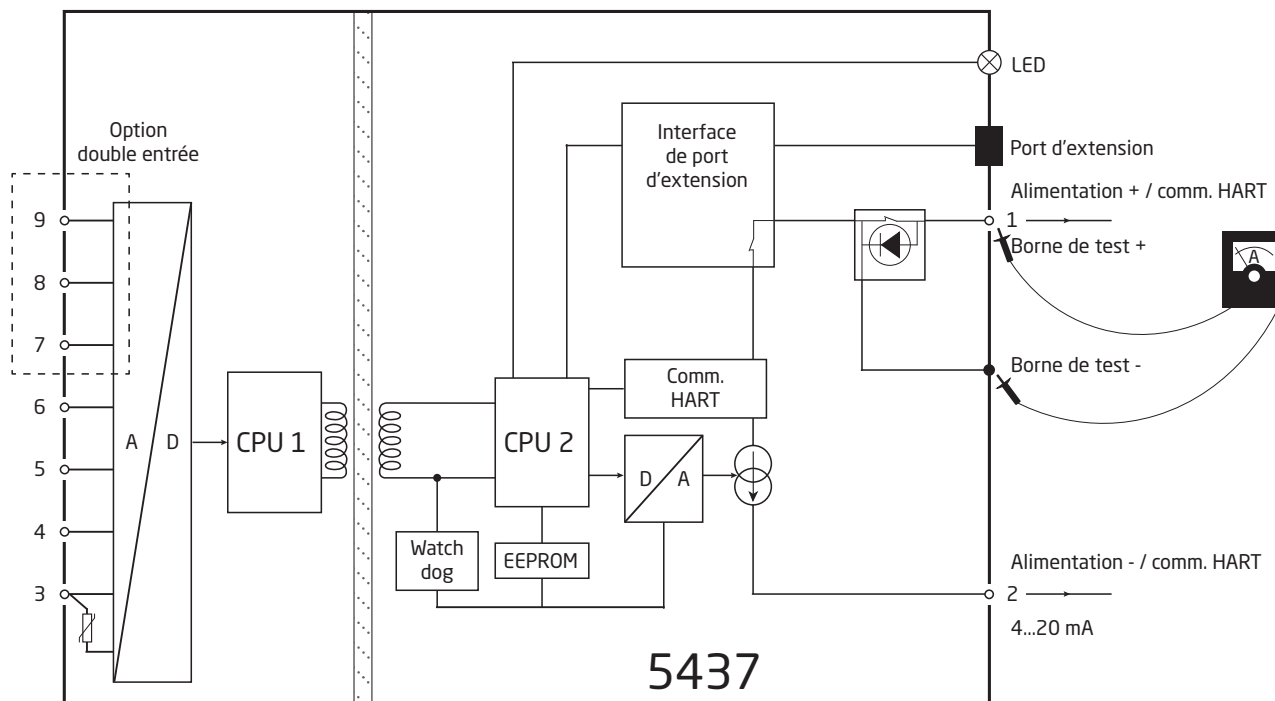 LED
Option
double entrée
Interface
de port
d'extension
Port d'extension
Alimentation + / comm. HART
9
1
Borne de test +
A
8
7
Borne de test -
Comm.
HART
6
A
D
CPU 1
CPU 2
5
D
A
4
Watch
dog
EEPROM
Alimentation - / comm. HART
3
2
4...20 mA
5437